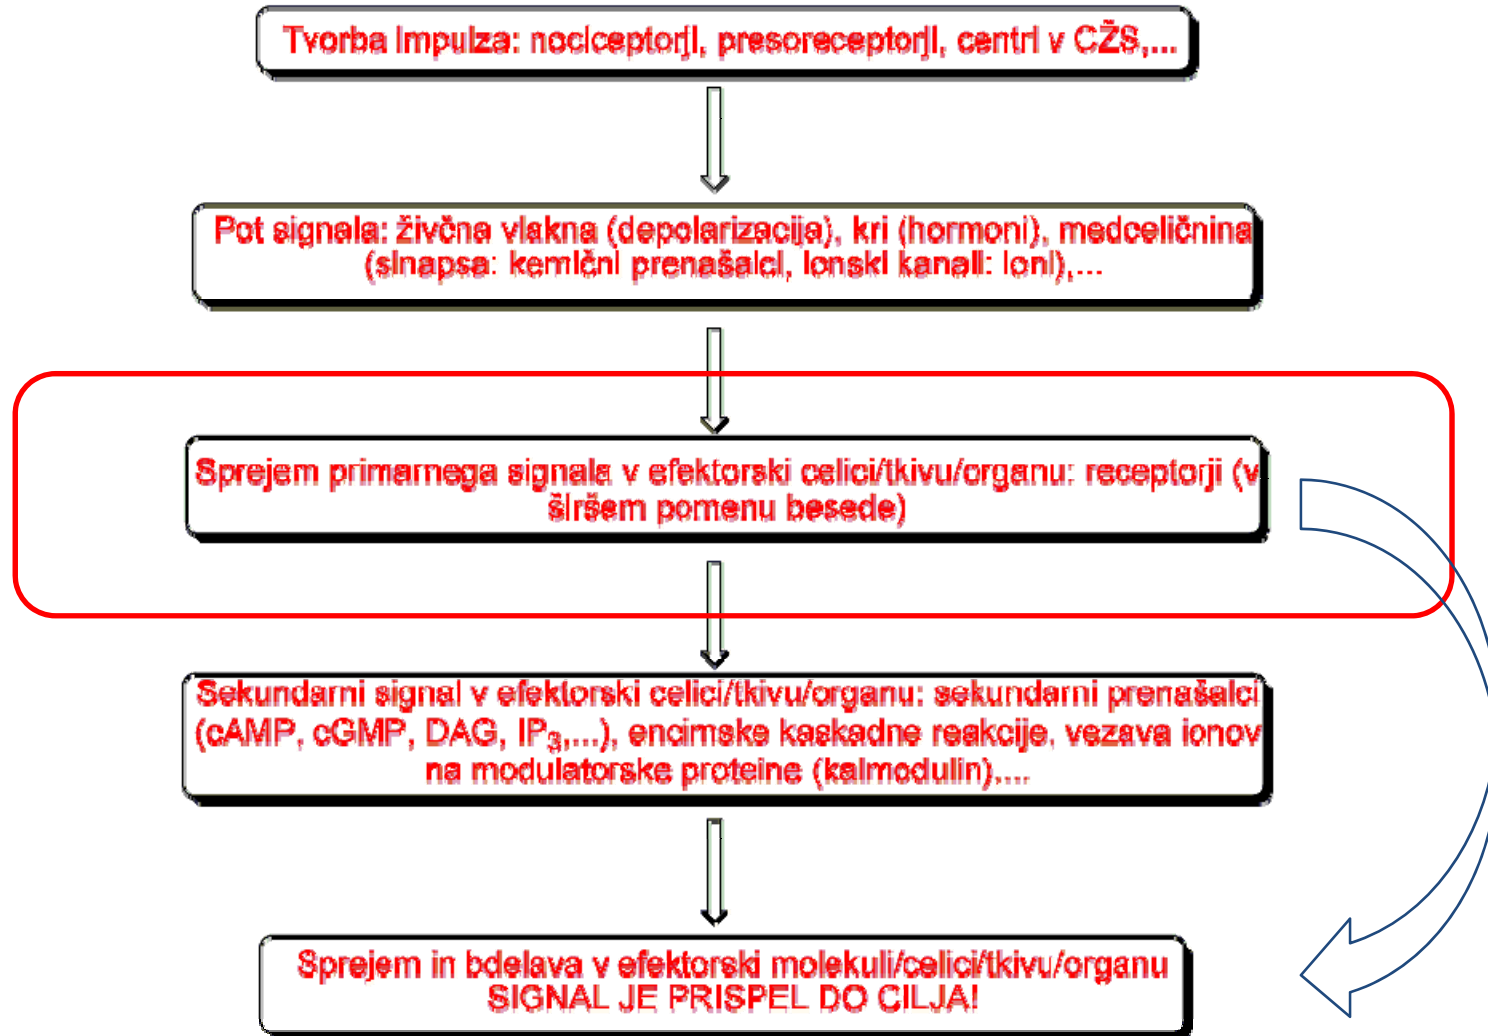 Tvorba impulza: nociceptorji, presoreceptorji, centri v CŽS,...
Pot signala: živčna vlakna (depolarizacija), kri (hormoni), medceličnina
(sinapsa: kemični prenašalci, ionski kanali: ioni),...
Sprejem primarnega signala v efektorski celici/tkivu/organu: receptorji (v
širšem pomenu besede)
Sekundarni signal v efektorski celici/tkivu/organu: sekundarni prenašalci
(cAMP, cGMP, DAG, IP₃,...), encimske kaskadne reakcije, vezava ionov
na modulatorske proteine (kalmodulin),...
Sprejem in bdelava v efektorski molekuli/celici/tkivu/organu
SIGNAL JE PRISPEL DO CILJA!